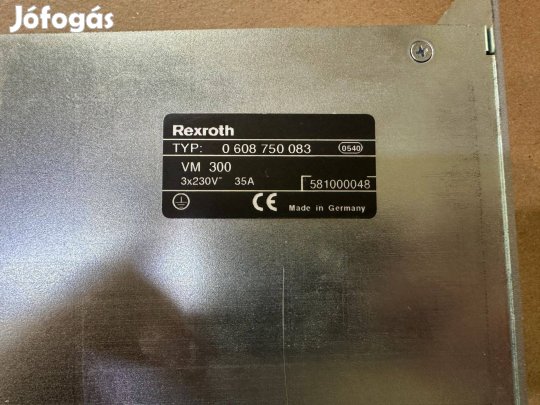 Jófogás
Rexroth
TYP: 0 608 750 083 0540
VM 300
3x230V~ 35A 581000048
CE Made in Germany